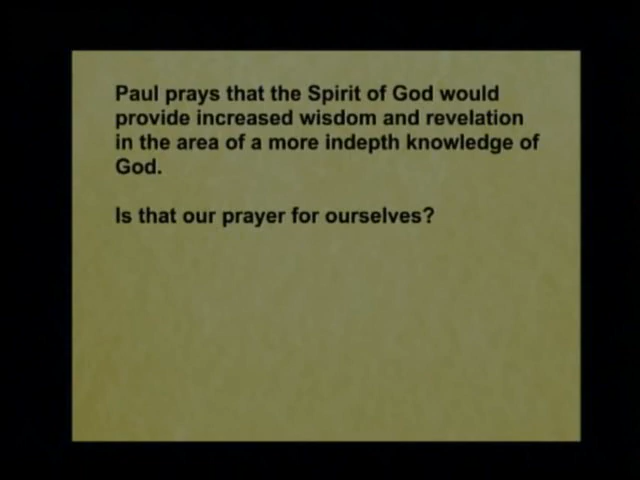 Paul prays that the Spirit of God would
provide increased wisdom and revelation
in the area of a more indepth knowledge of
God.
Is that our prayer for ourselves?